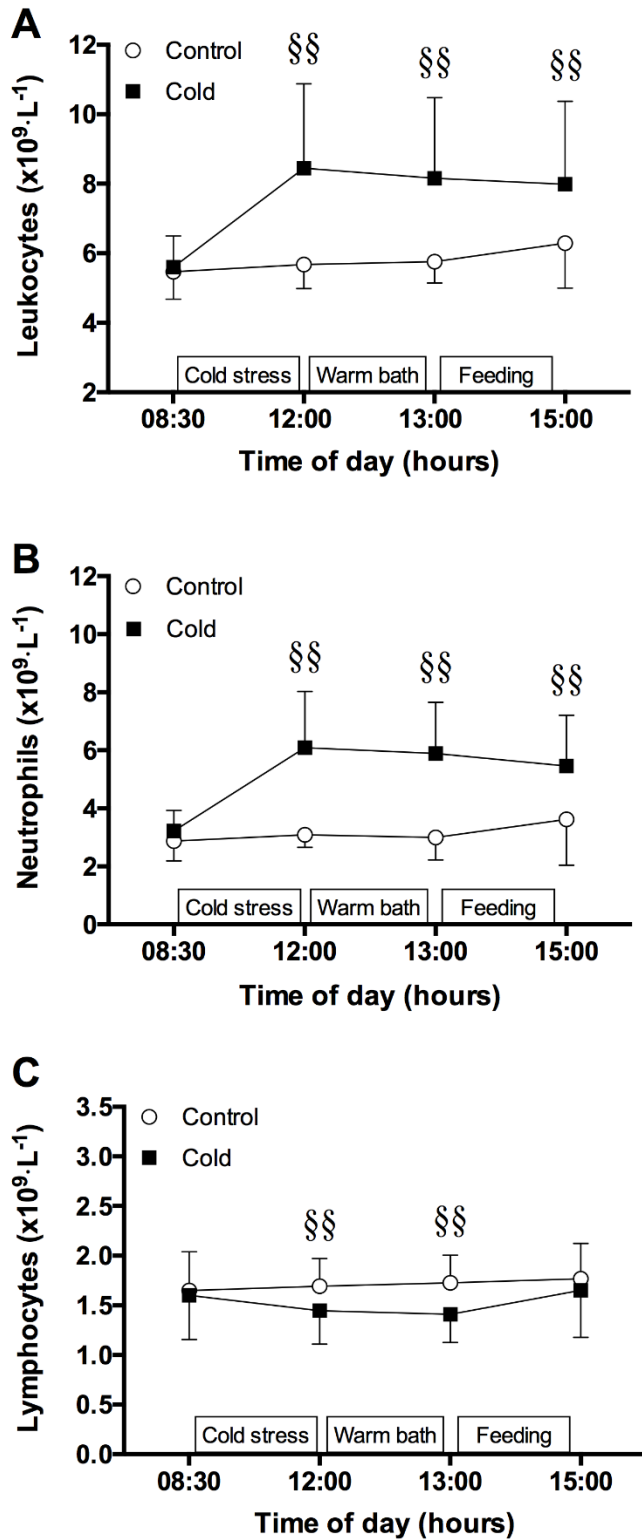 A
Control
Cold
§§ §§ §§
12
10
8
6
4
2
Leukocytes (x10⁹·L⁻¹)
Cold stress Warm bath Feeding
08:30 12:00 13:00 15:00
Time of day (hours)
B
Control
Cold
§§ §§ §§
12
10
8
6
4
2
0
Neutrophils (x10⁹·L⁻¹)
Cold stress Warm bath Feeding
08:30 12:00 13:00 15:00
Time of day (hours)
C
Control
Cold
§§ §§
3.5
3.0
2.5
2.0
1.5
1.0
0.5
0.0
Lymphocytes (x10⁹·L⁻¹)
Cold stress Warm bath Feeding
08:30 12:00 13:00 15:00
Time of day (hours)